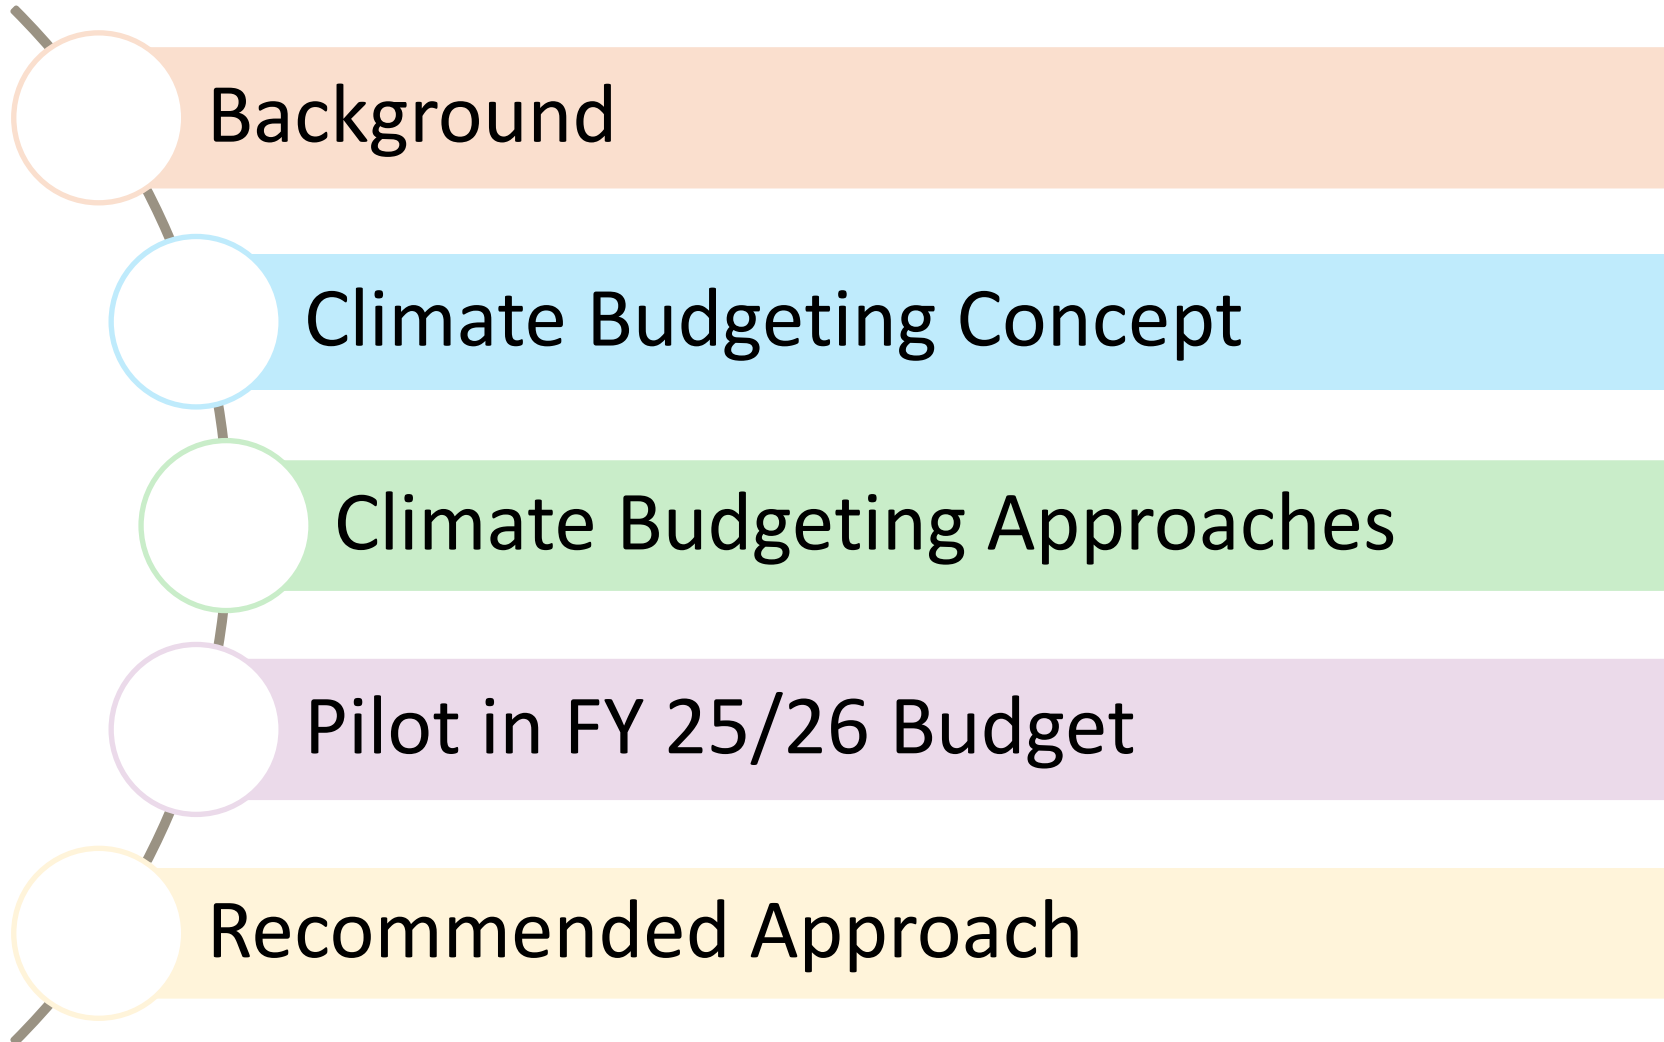 Background
Climate Budgeting Concept
Climate Budgeting Approaches
Pilot in FY 25/26 Budget
Recommended Approach